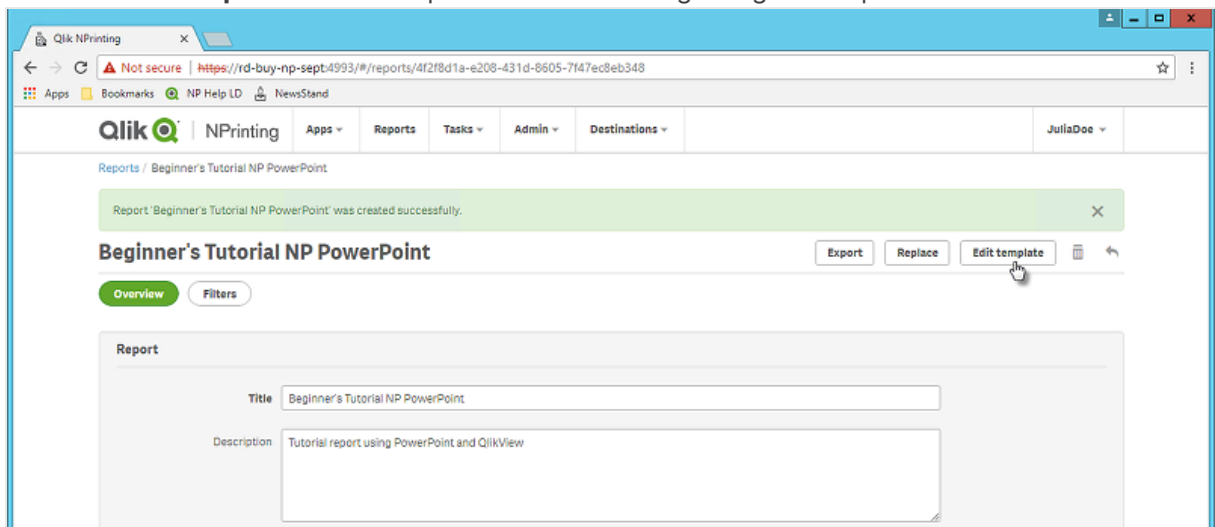 Qlik NPrinting
Not secure | https://rd-buy-np-sept:4993/#/reports/4f2f8d1a-e208-431d-8605-7f47ec8eb348
Apps Bookmarks NP Help LD NewsStand
Qlik NPrinting Apps Reports Tasks Admin Destinations JuliaDoe
Reports / Beginner's Tutorial NP PowerPoint
Report 'Beginner's Tutorial NP PowerPoint' was created successfully.
Beginner's Tutorial NP PowerPoint Export Replace Edit template
Overview Filters
Report
Title Beginner's Tutorial NP PowerPoint
Description Tutorial report using PowerPoint and QlikView